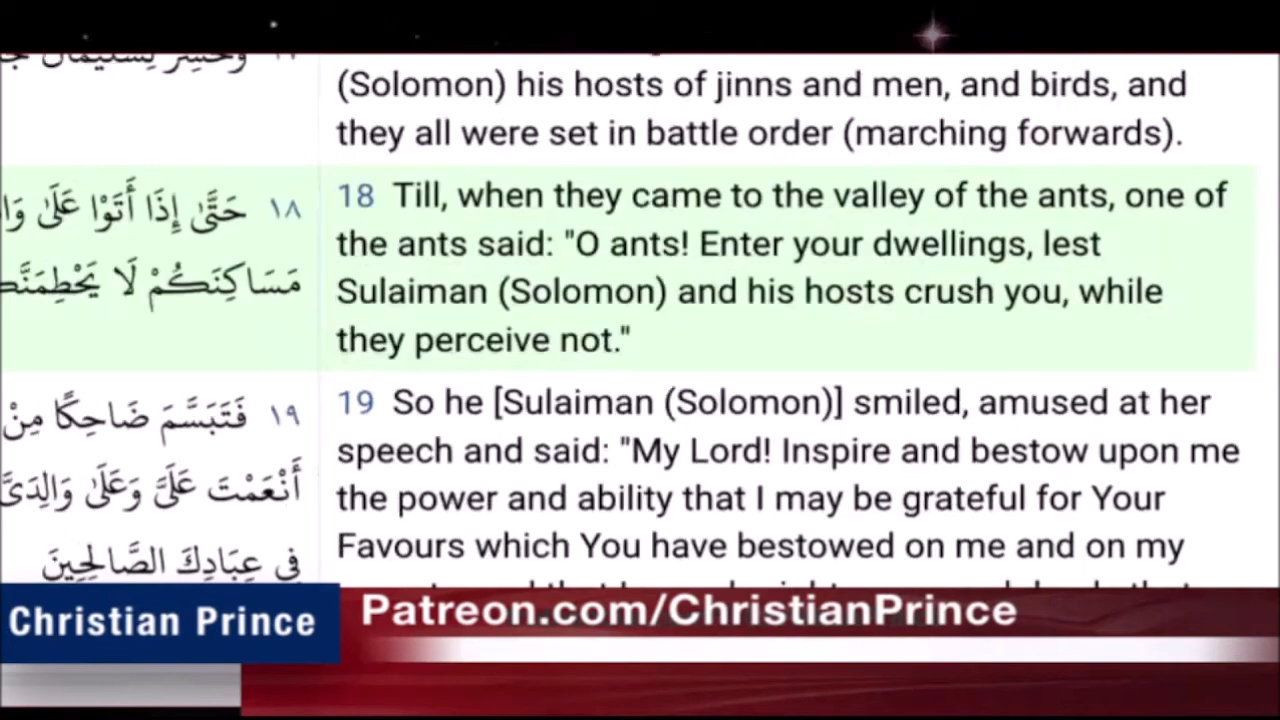 (Solomon) his hosts of jinns and men, and birds, and
they all were set in battle order (marching forwards).
١٨ حَتَّىٰ إِذَا أَتَوْا عَلَىٰ
مَسَاكِنَكُمْ لَا
18 Till, when they came to the valley of the ants, one of
the ants said: "O ants! Enter your dwellings, lest
Sulaiman (Solomon) and his hosts crush you, while
they perceive not."
١٩ فَتَبَسَّمَ ضَاحِكًا مِنْ
أَنْعَمْتَ عَلَيَّ وَعَلَىٰ وَالِدَيَّ
فِي عِبَادِكَ الصَّالِحِينَ
19 So he [Sulaiman (Solomon)] smiled, amused at her
speech and said: "My Lord! Inspire and bestow upon me
the power and ability that I may be grateful for Your
Favours which You have bestowed on me and on my
Christian Prince
Patreon.com/ChristianPrince